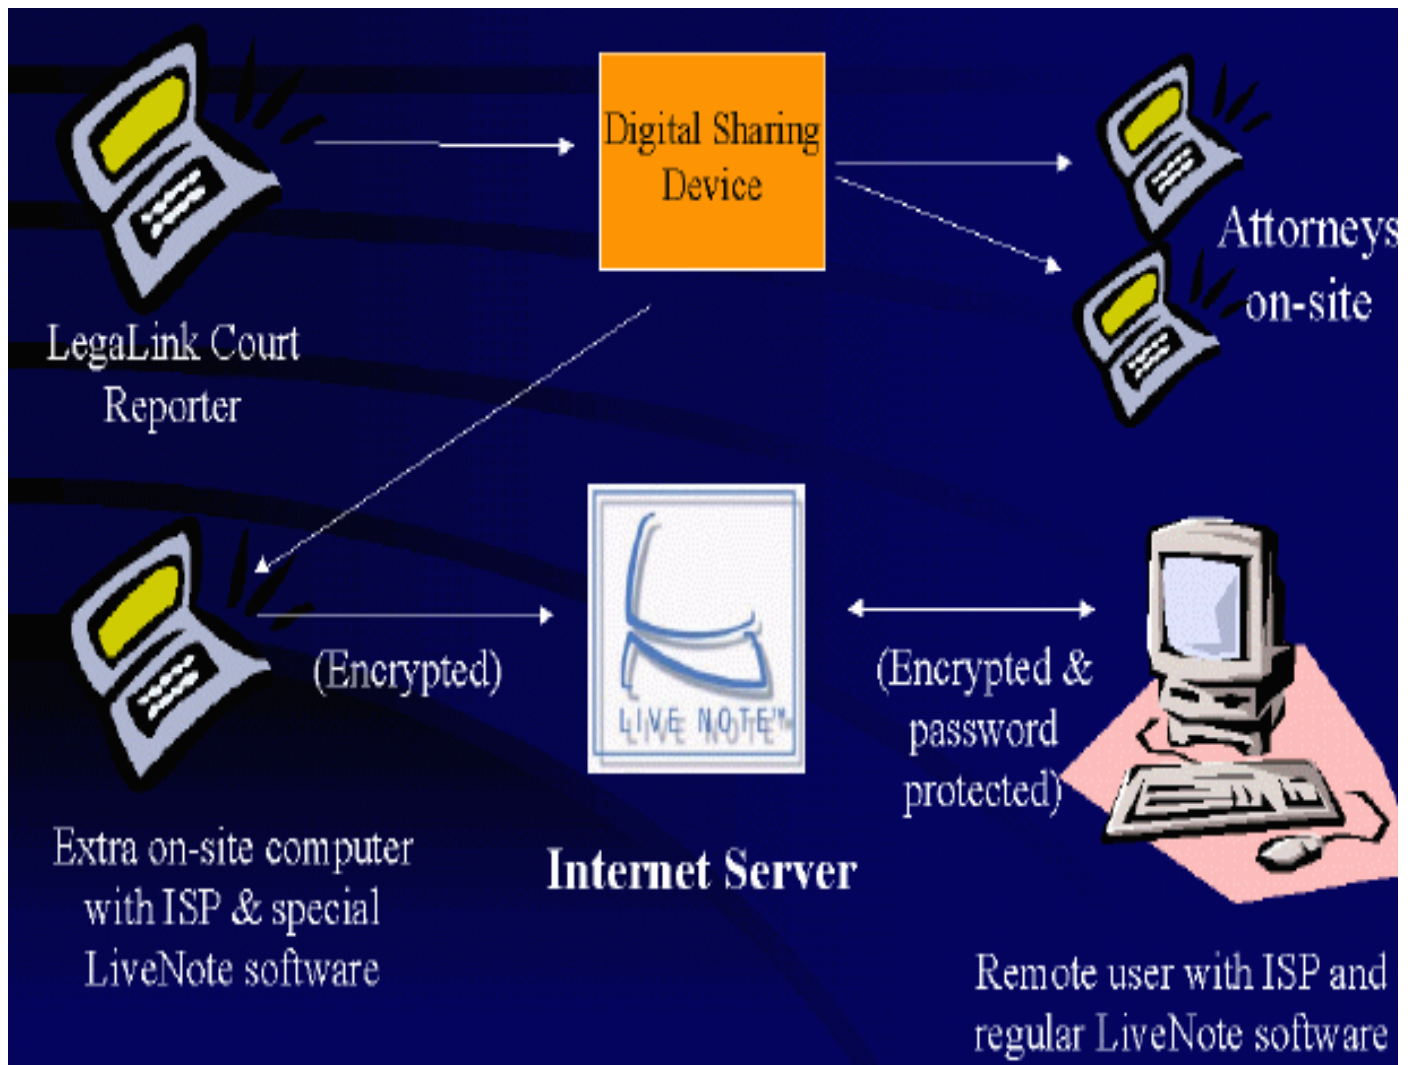 Digital Sharing
Device
Attorneys
on-site
LegaLink Court
Reporter
(Encrypted)
LIVE NOTE™
(Encrypted &
password
protected)
Extra on-site computer
with ISP & special
LiveNote software
Internet Server
Remote user with ISP and
regular LiveNote software